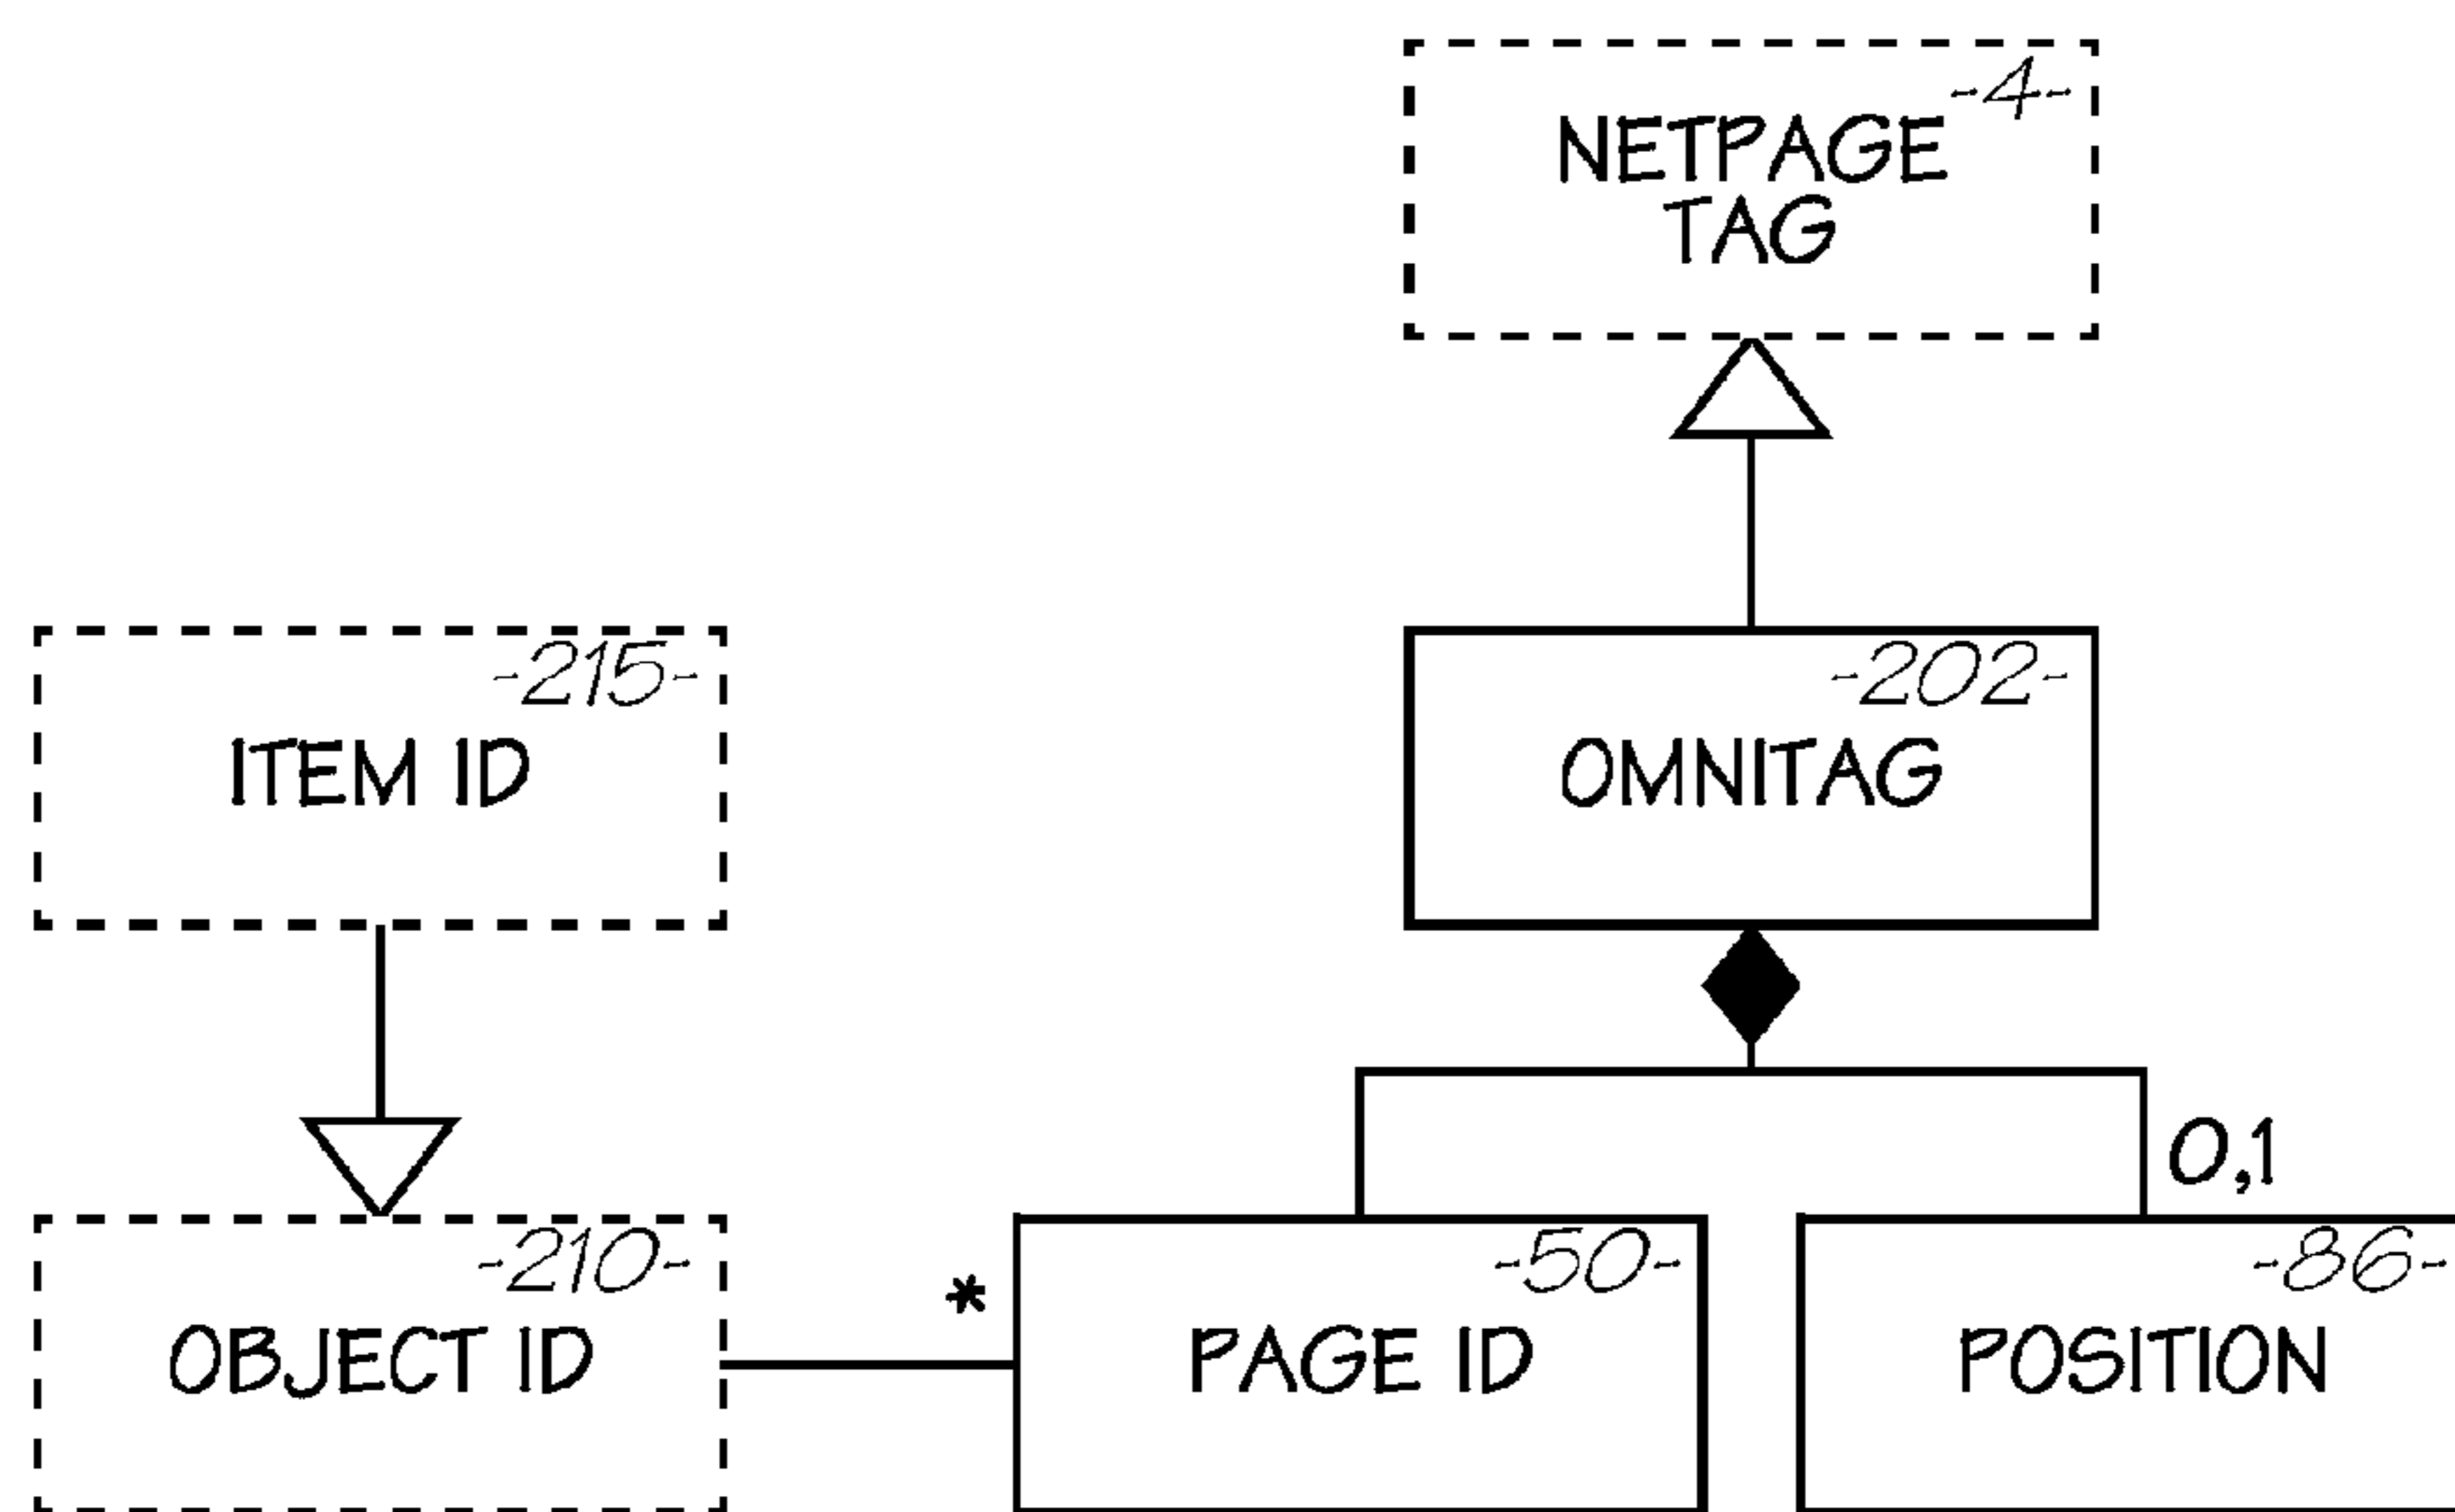 -4-
NETPAGE
TAG
-215-
ITEM ID
-202-
OMNITAG
0,1
-210-
OBJECT ID
*
-50-
PAGE ID
-86-
POSITION